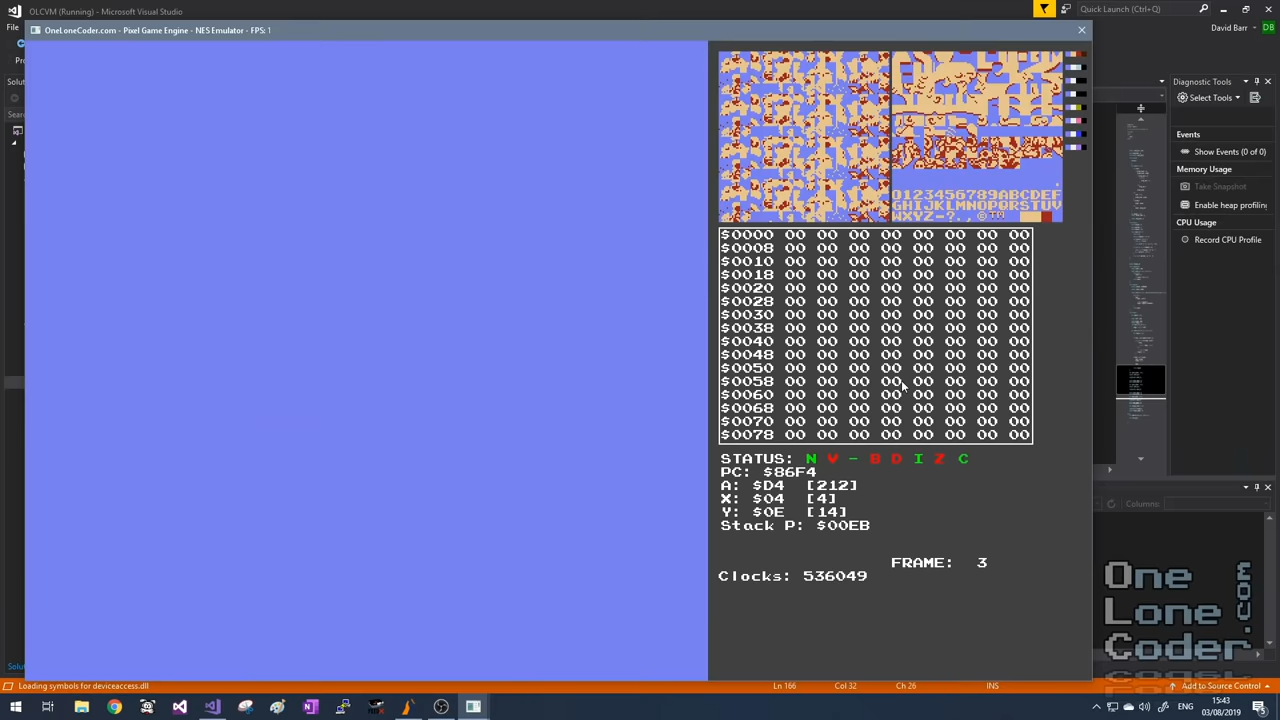 OLCVM (Running) - Microsoft Visual Studio
Quick Launch (Ctrl+Q)
OneLoneCoder.com - Pixel Game Engine - NES Emulator - FPS: 1
David Barr
DB
Diagnostic Tools
Select Tools
Events
Show Events (0 of 0)
Memory Usage
Take Snapshot
Enable heap profilin
CPU Usage
Record CPU Profile
0123456789ABCDEF
GHIJKLMNOPQRSTUV
WXYZ-?., ©™
$0000 00 00 00 00 00 00 00 00
$0008 00 00 00 00 00 00 00 00
$0010 00 00 00 00 00 00 00 00
$0018 00 00 00 00 00 00 00 00
$0020 00 00 00 00 00 00 00 00
$0028 00 00 00 00 00 00 00 00
$0030 00 00 00 00 00 00 00 00
$0038 00 00 00 00 00 00 00 00
$0040 00 00 00 00 00 00 00 00
$0048 00 00 00 00 00 00 00 00
$0050 00 00 00 00 00 00 00 00
$0058 00 00 00 00 00 00 00 00
$0060 00 00 00 00 00 00 00 00
$0068 00 00 00 00 00 00 00 00
$0070 00 00 00 00 00 00 00 00
$0078 00 00 00 00 00 00 00 00
STATUS: N V - B D I Z C
PC: $86F4
A: $D4 [212]
X: $04 [4]
Y: $0E [14]
Stack P: $00EB
FRAME: 3
Clocks: 536049
Columns:
One
Lone
Coder
.com
Loading symbols for deviceaccess.dll
Ln 166
Col 32
Ch 26
INS
Add to Source Control
15:43
03/08/2019